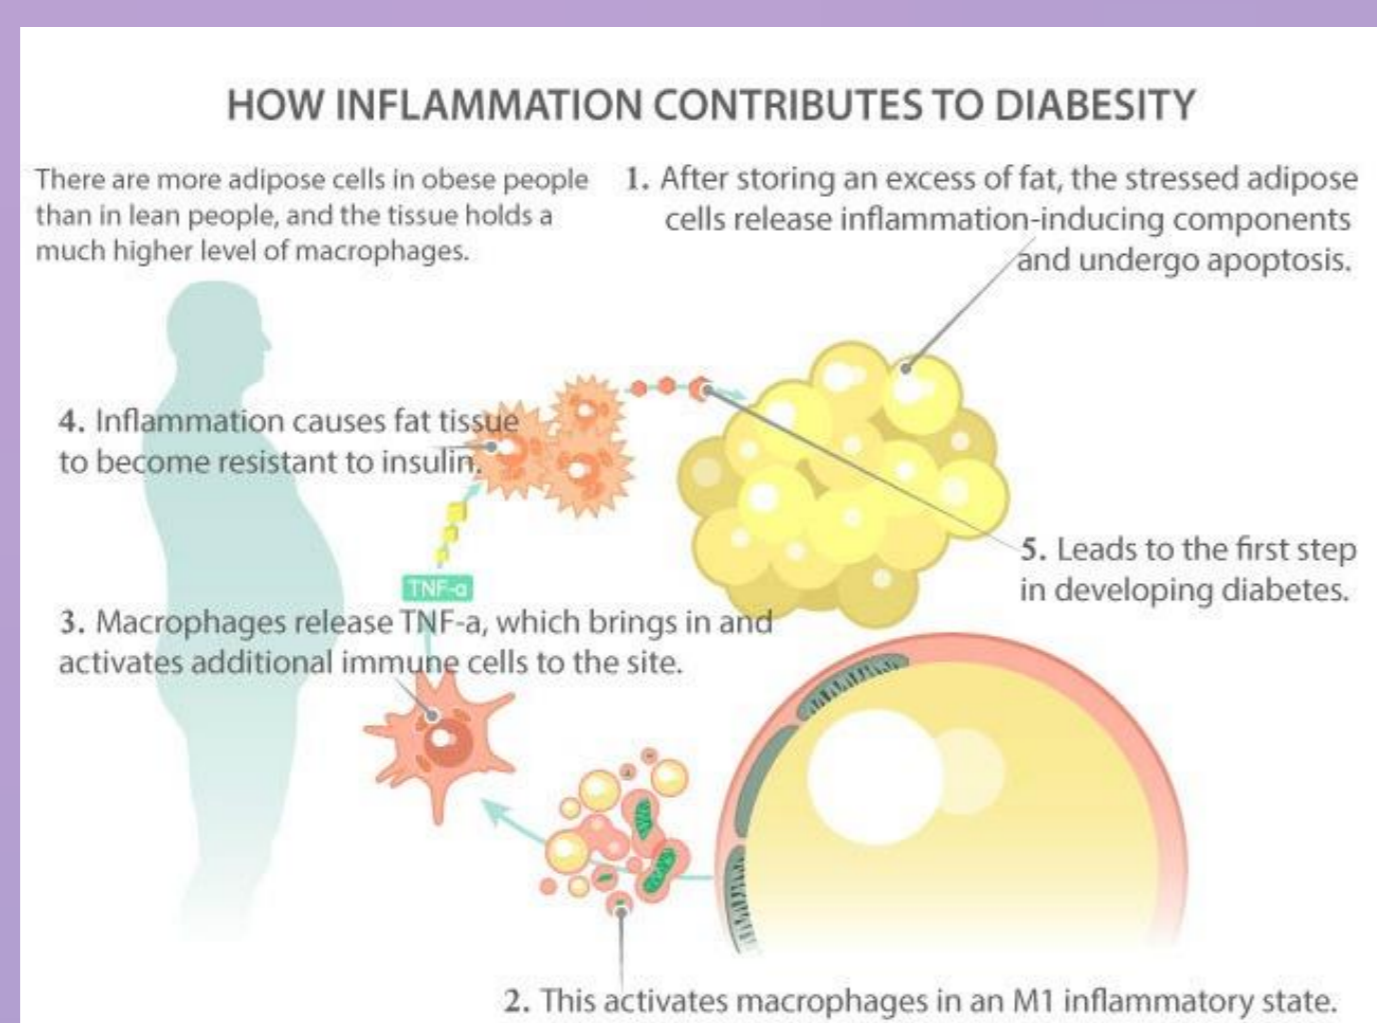 HOW INFLAMMATION CONTRIBUTES TO DIABESITY
There are more adipose cells in obese people
than in lean people, and the tissue holds a
much higher level of macrophages.
1. After storing an excess of fat, the stressed adipose
cells release inflammation-inducing components
and undergo apoptosis.
4. Inflammation causes fat tissue
to become resistant to insulin.
5. Leads to the first step
in developing diabetes.
TNF-α
3. Macrophages release TNF-a, which brings in and
activates additional immune cells to the site.
2. This activates macrophages in an M1 inflammatory state.